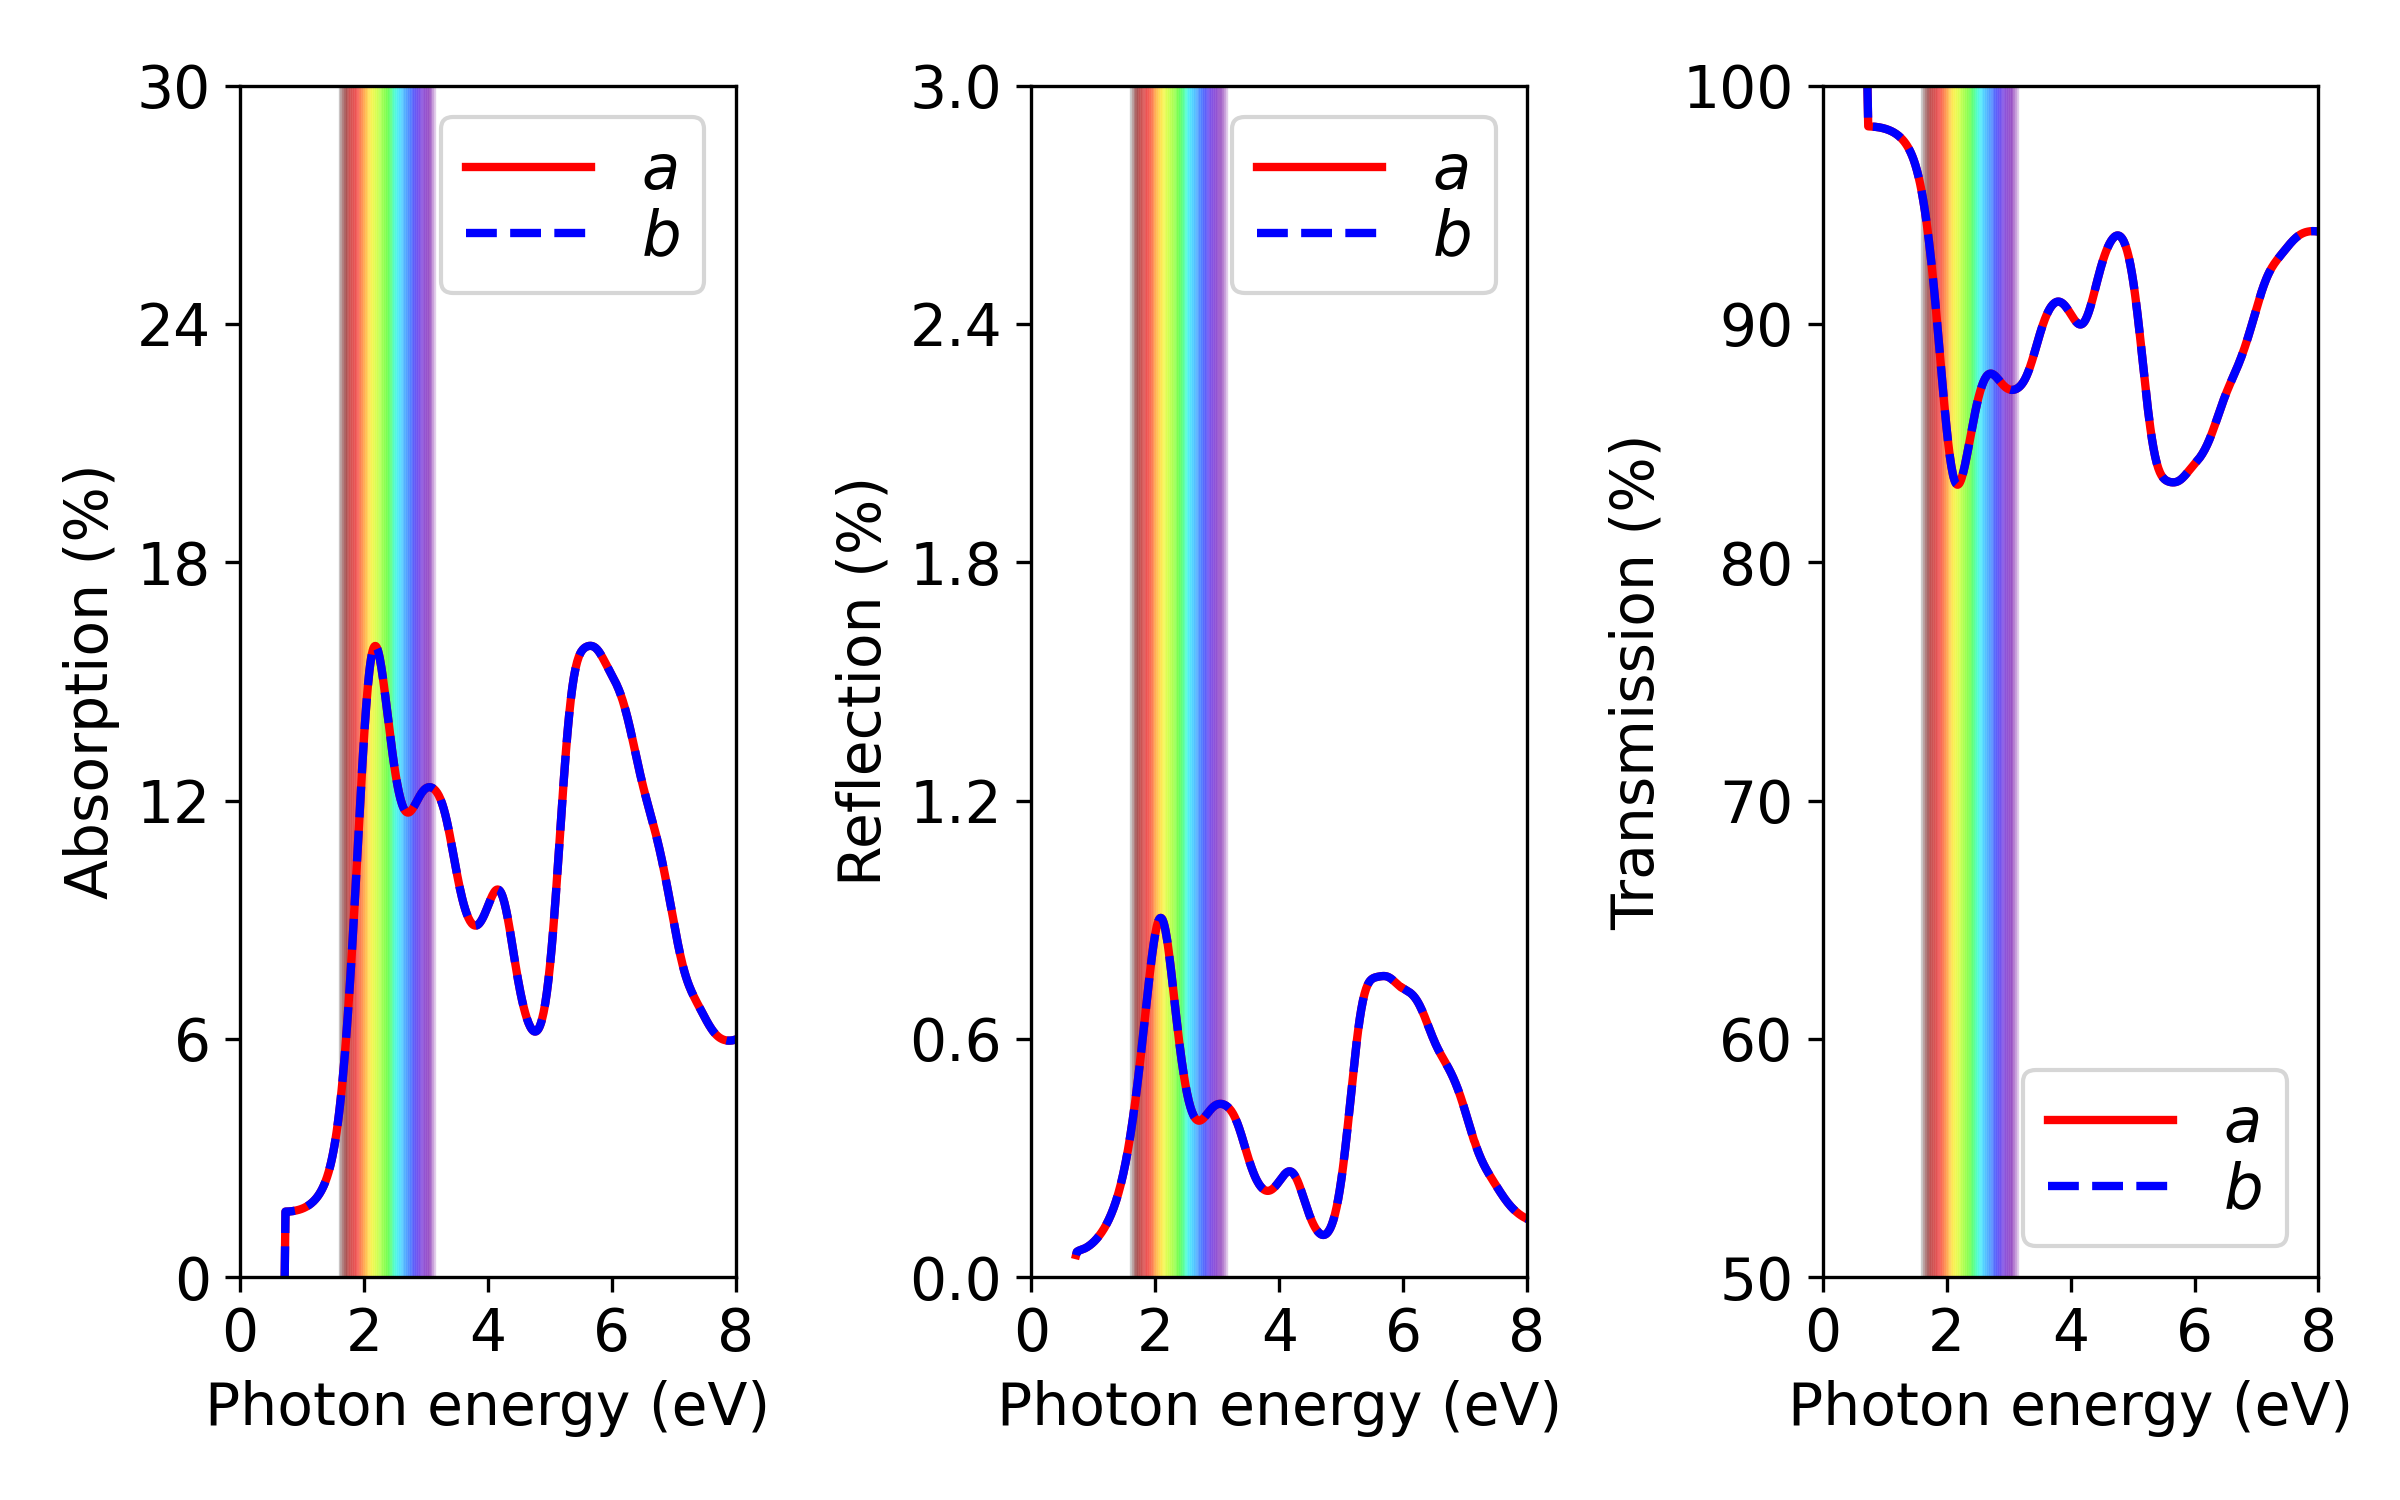 30
24
18
12
6
0
0 2 4 6 8
Absorption (%)
Photon energy (eV)
a
b
3.0
2.4
1.8
1.2
0.6
0.0
0 2 4 6 8
Reflection (%)
Photon energy (eV)
a
b
100
90
80
70
60
50
0 2 4 6 8
Transmission (%)
Photon energy (eV)
a
b